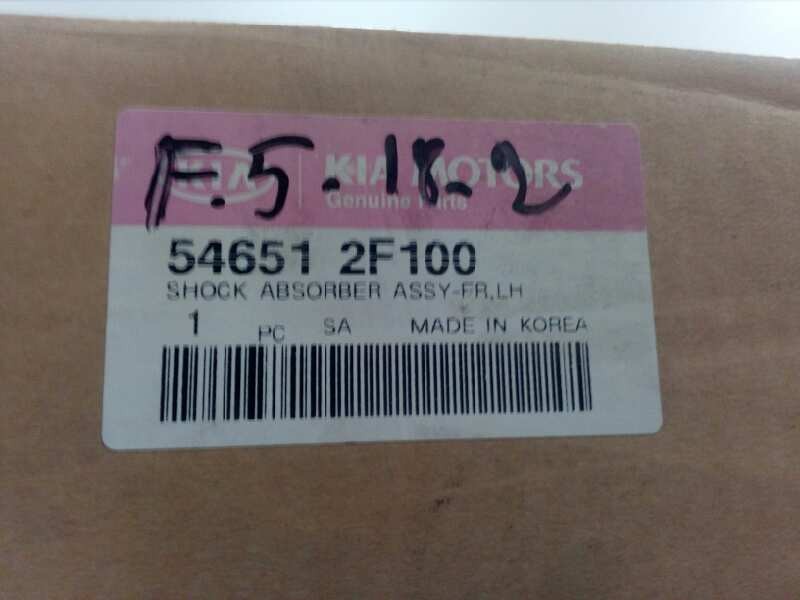 F.5-18-2
KIA KIA MOTORS
Genuine Parts
54651 2F100
SHOCK ABSORBER ASSY-FR,LH
1 PC SA MADE IN KOREA